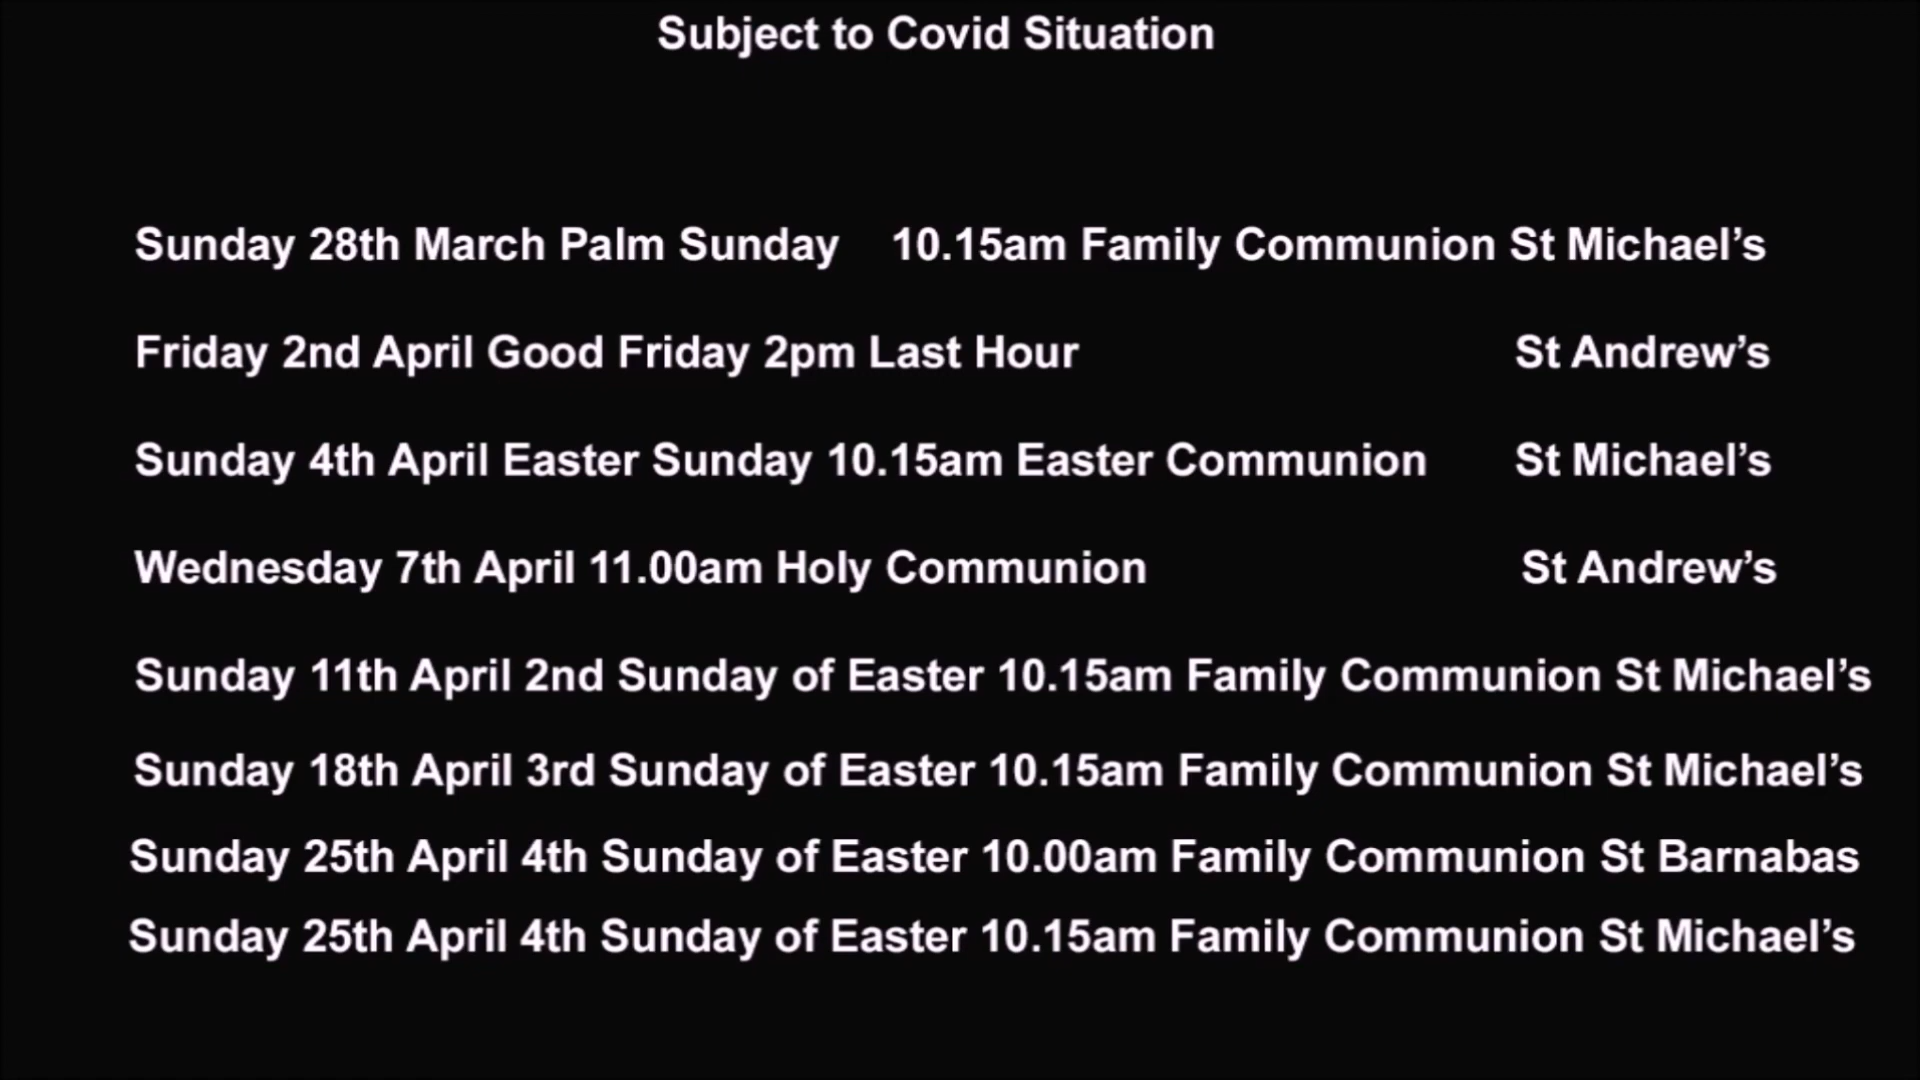 Subject to Covid Situation
Sunday 28th March Palm Sunday 10.15am Family Communion St Michael’s
Friday 2nd April Good Friday 2pm Last Hour St Andrew’s
Sunday 4th April Easter Sunday 10.15am Easter Communion St Michael’s
Wednesday 7th April 11.00am Holy Communion St Andrew’s
Sunday 11th April 2nd Sunday of Easter 10.15am Family Communion St Michael’s
Sunday 18th April 3rd Sunday of Easter 10.15am Family Communion St Michael’s
Sunday 25th April 4th Sunday of Easter 10.00am Family Communion St Barnabas
Sunday 25th April 4th Sunday of Easter 10.15am Family Communion St Michael’s